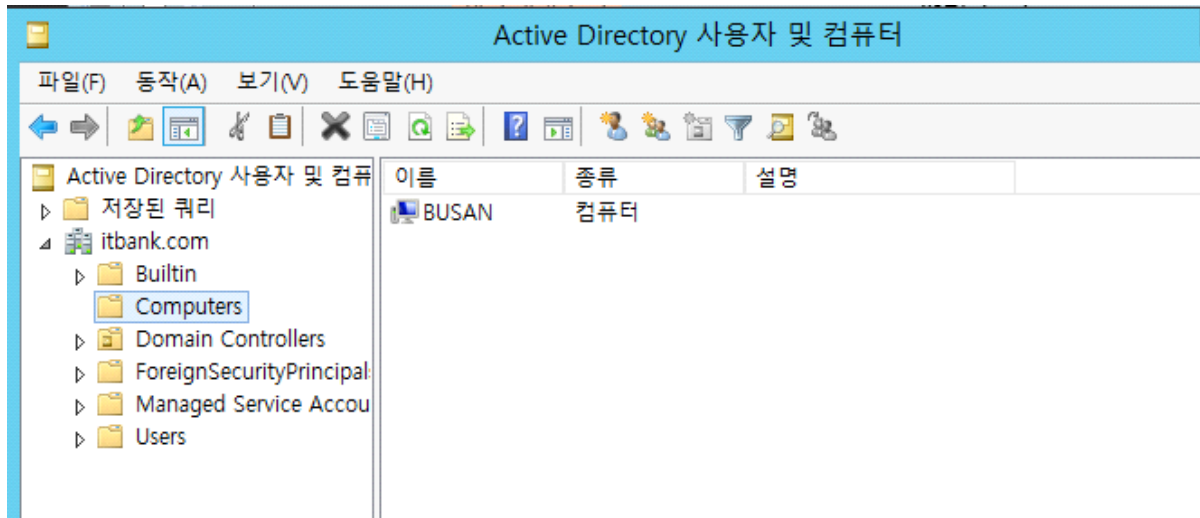 Active Directory 사용자 및 컴퓨터
파일(F) 동작(A) 보기(V) 도움말(H)
Active Directory 사용자 및 컴퓨
저장된 쿼리
itbank.com
Builtin
Computers
Domain Controllers
ForeignSecurityPrincipal
Managed Service Accou
Users
이름 종류 설명
BUSAN 컴퓨터